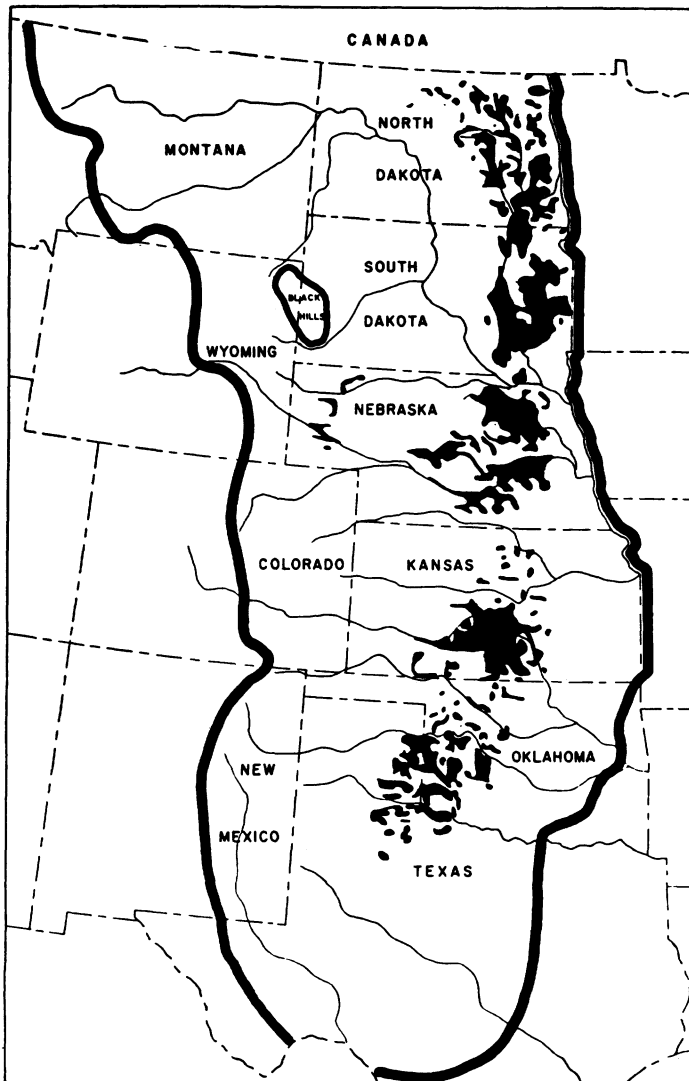 CANADA
NORTH
MONTANA
DAKOTA
SOUTH
BLACK
HILLS
DAKOTA
WYOMING
NEBRASKA
COLORADO
KANSAS
OKLAHOMA
NEW
MEXICO
TEXAS